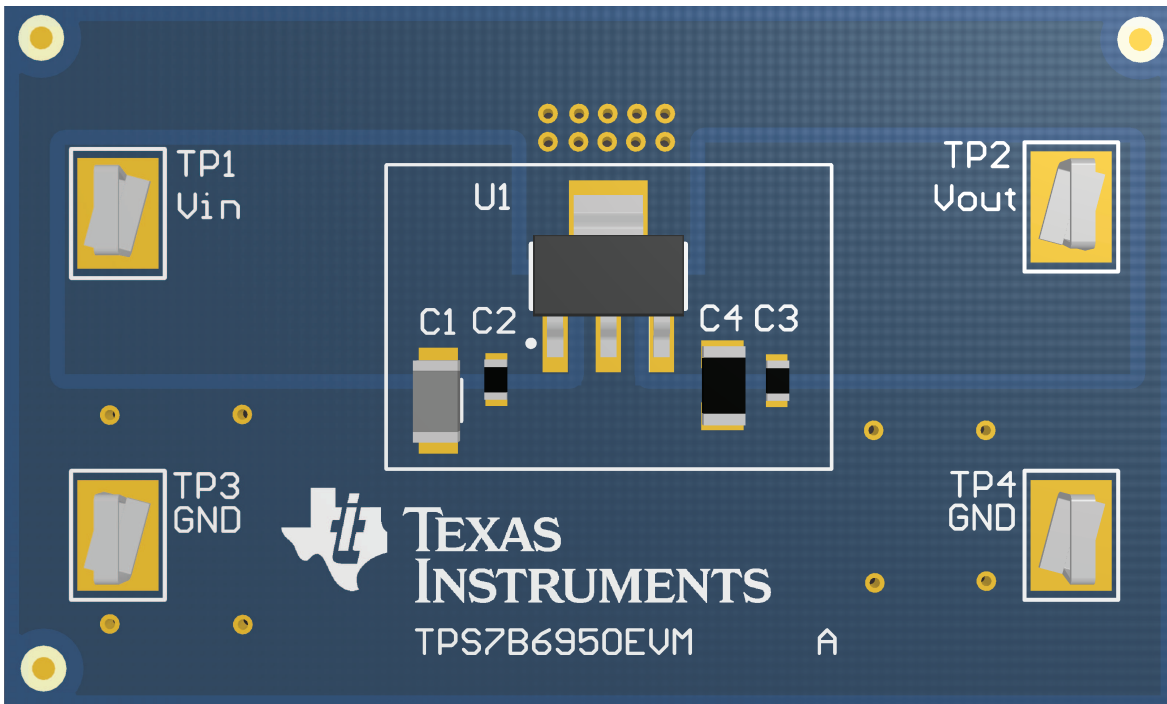 TP1
Vin
TP2
Vout
U1
C1
C2
C4
C3
TP3
GND
TP4
GND
TEXAS
INSTRUMENTS
TPS7B6950EVM
A